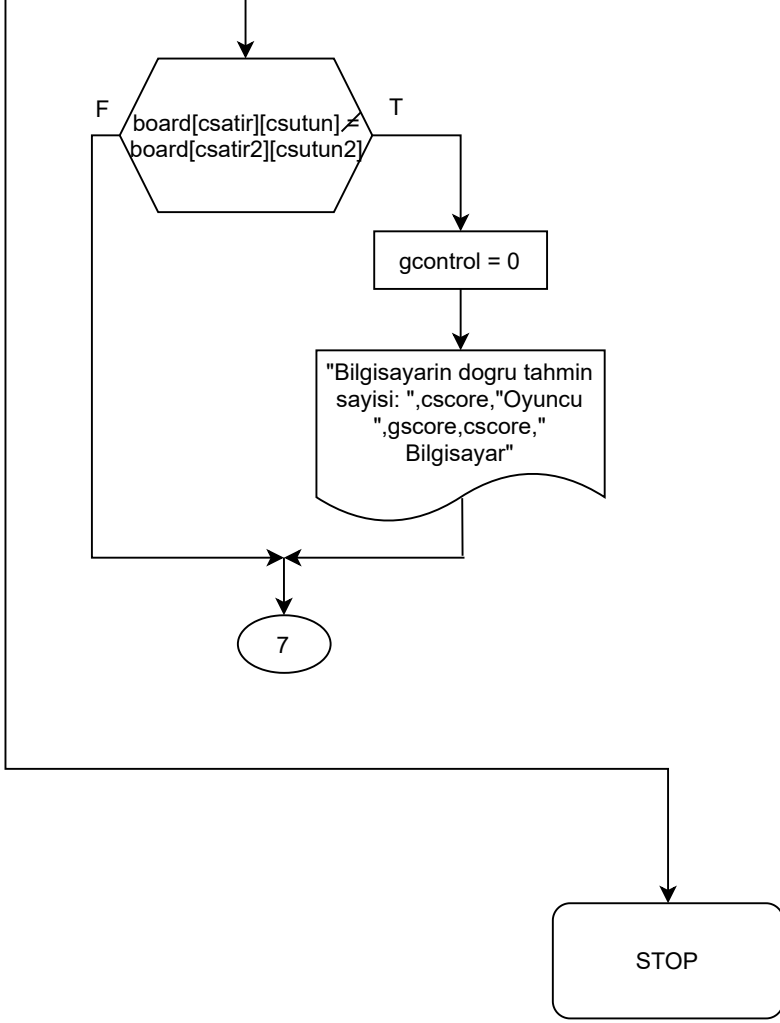 F
T
board[csatir][csutun] ≠
board[csatir2][csutun2]
gcontrol = 0
"Bilgisayarin dogru tahmin
sayisi: ",cscore,"Oyuncu
",gscore,cscore,"
Bilgisayar"
7
STOP